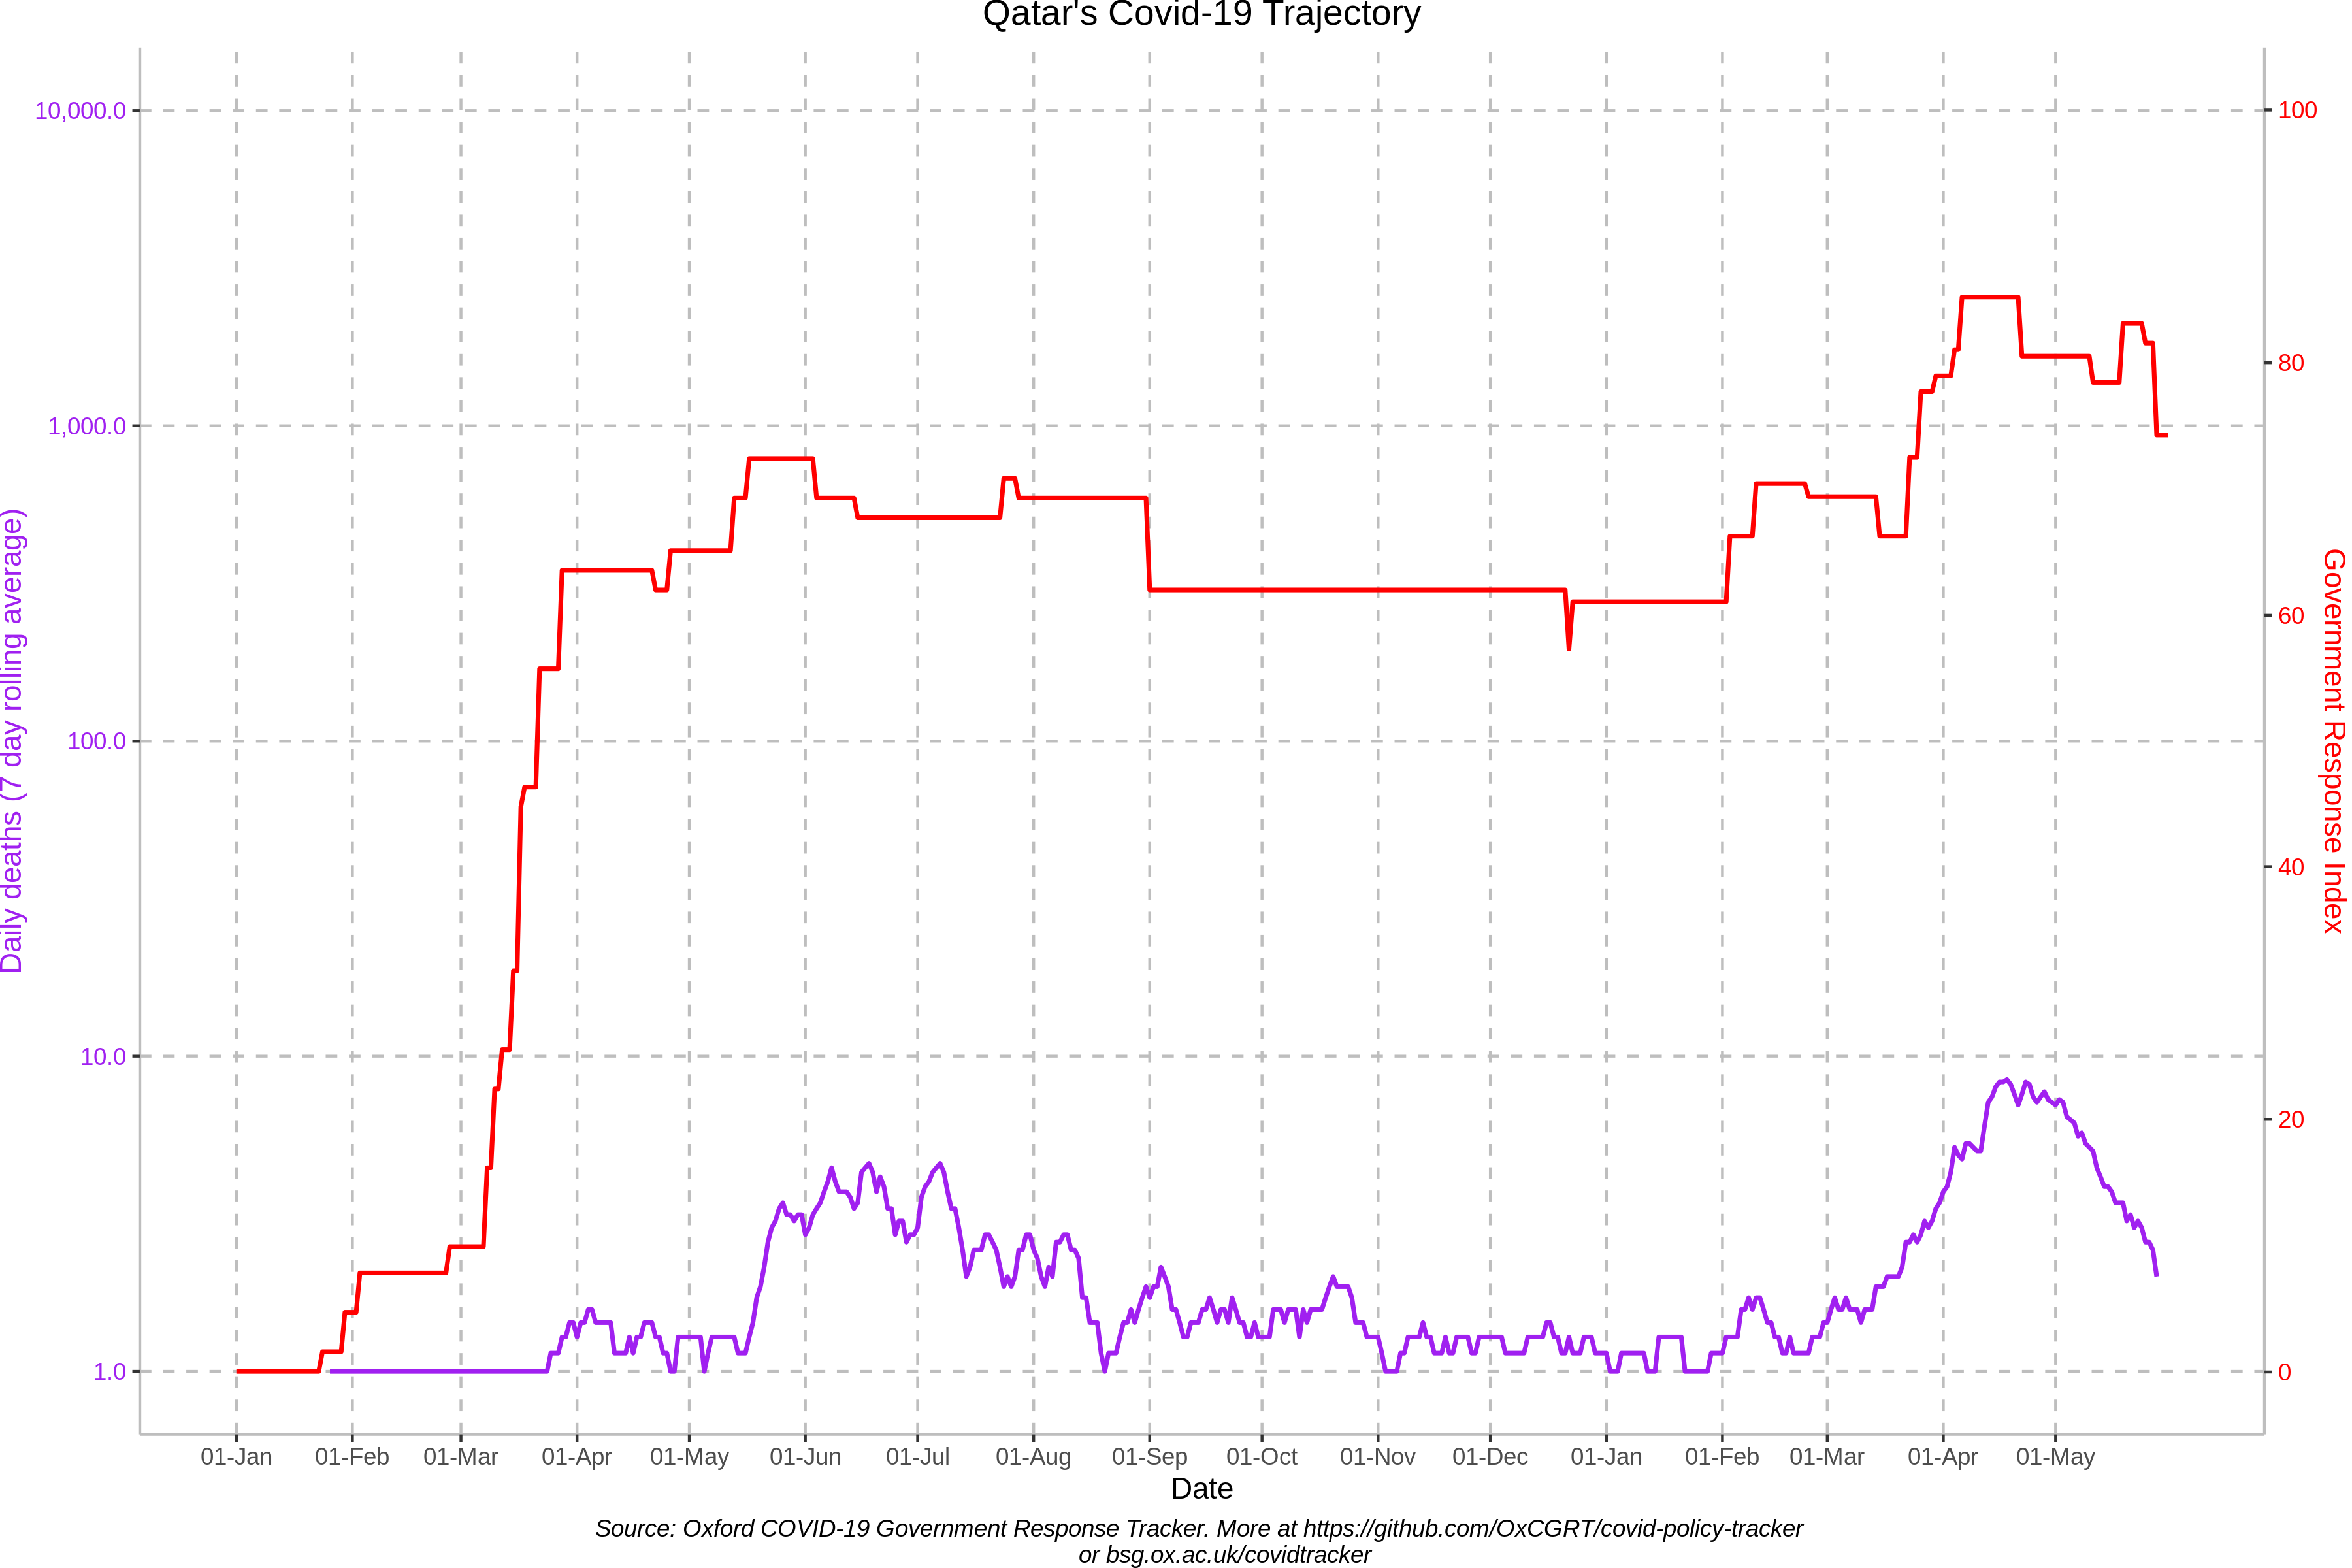 Qatar's Covid-19 Trajectory
10,000.0
1,000.0
100.0
10.0
1.0
Daily deaths (7 day rolling average)
100
80
60
40
20
0
Government Response Index
01-Jan 01-Feb 01-Mar 01-Apr 01-May 01-Jun 01-Jul 01-Aug 01-Sep 01-Oct 01-Nov 01-Dec 01-Jan 01-Feb 01-Mar 01-Apr 01-May
Date
Source: Oxford COVID-19 Government Response Tracker. More at https://github.com/OxCGRT/covid-policy-tracker
or bsg.ox.ac.uk/covidtracker